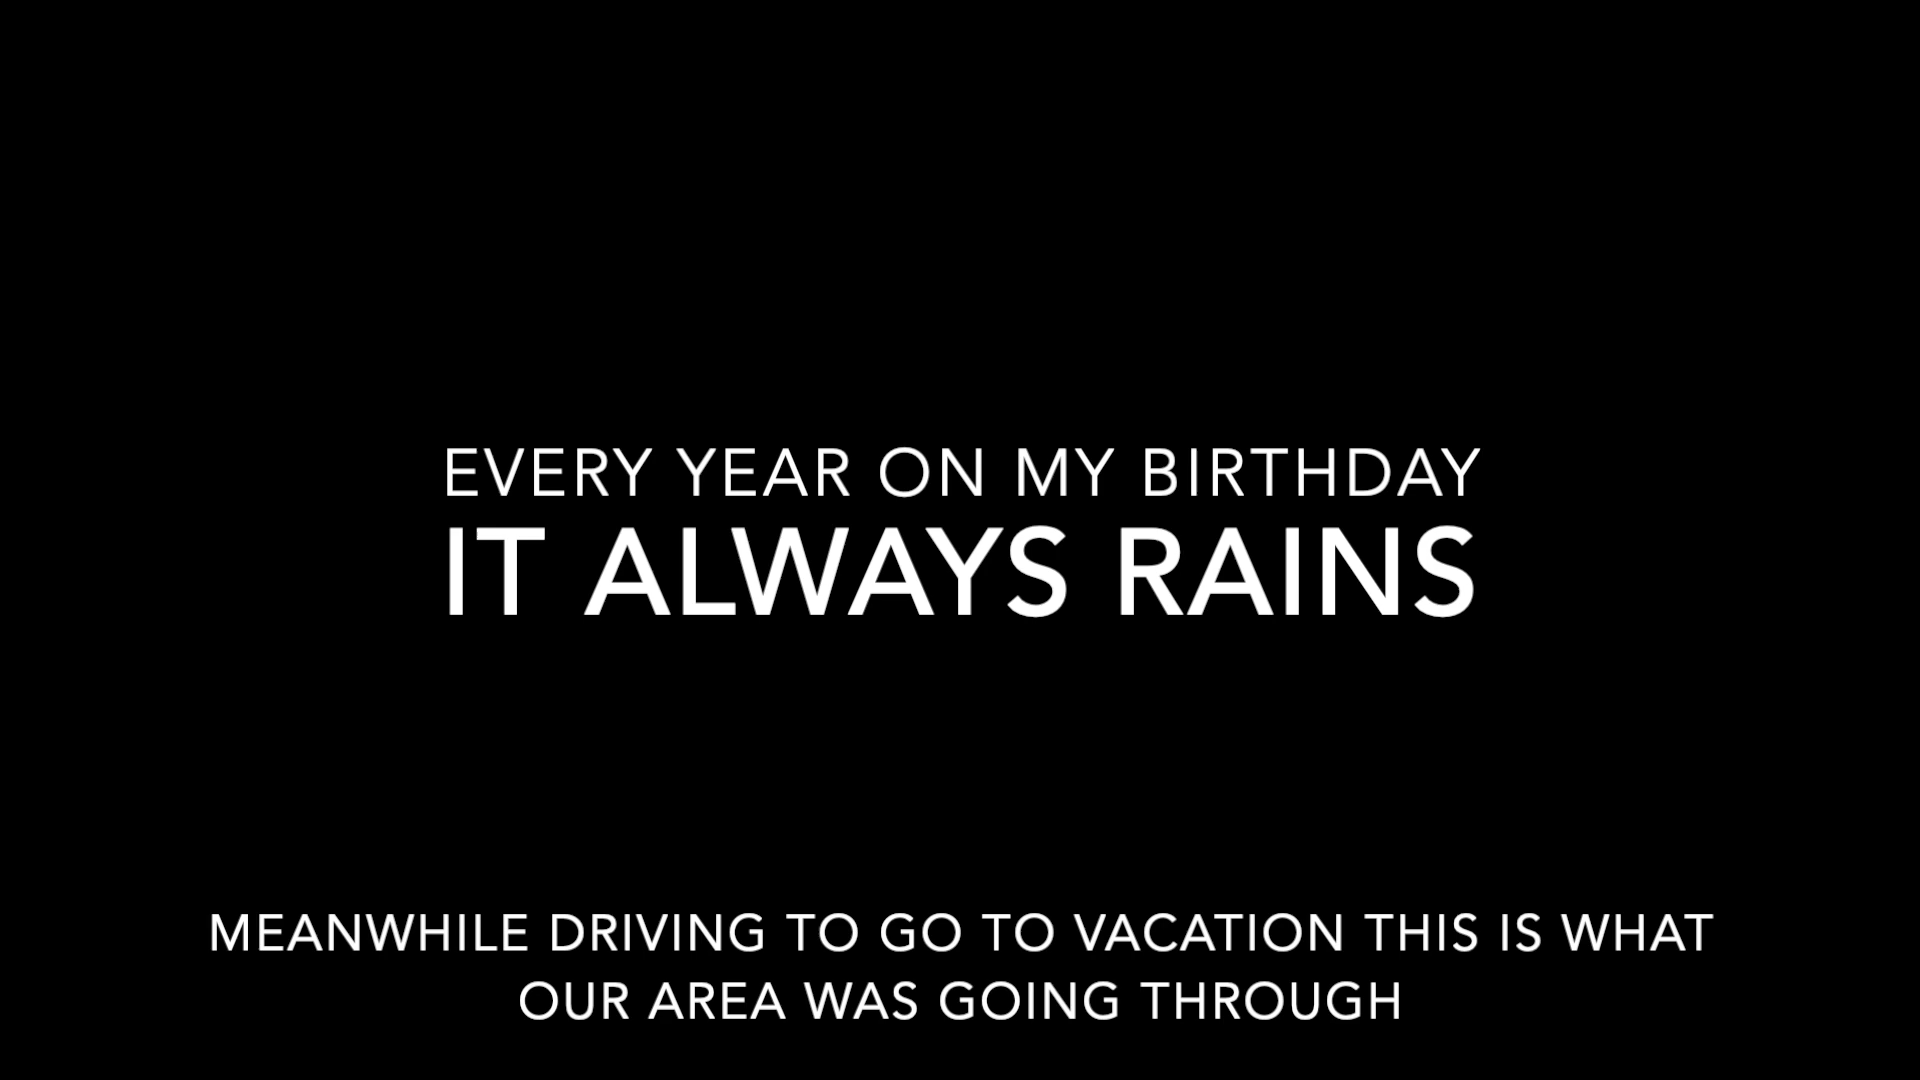 EVERY YEAR ON MY BIRTHDAY
IT ALWAYS RAINS
MEANWHILE DRIVING TO GO TO VACATION THIS IS WHAT
OUR AREA WAS GOING THROUGH